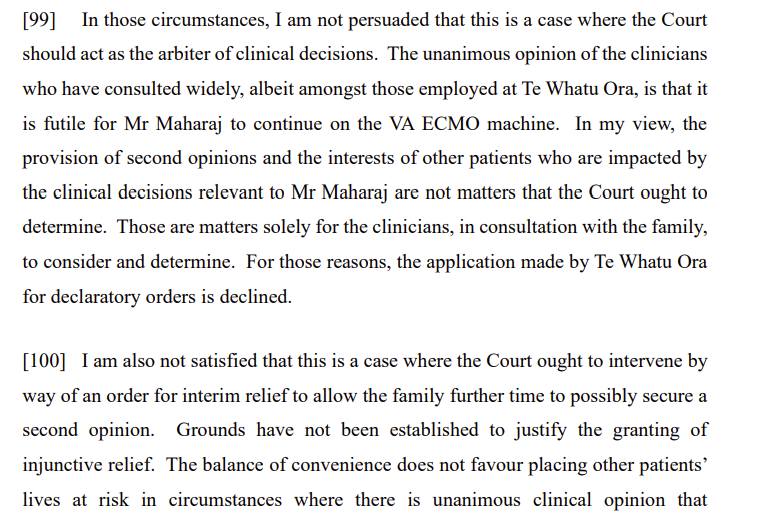 [99] In those circumstances, I am not persuaded that this is a case where the Court
should act as the arbiter of clinical decisions. The unanimous opinion of the clinicians
who have consulted widely, albeit amongst those employed at Te Whatu Ora, is that it
is futile for Mr Maharaj to continue on the VA ECMO machine. In my view, the
provision of second opinions and the interests of other patients who are impacted by
the clinical decisions relevant to Mr Maharaj are not matters that the Court ought to
determine. Those are matters solely for the clinicians, in consultation with the family,
to consider and determine. For those reasons, the application made by Te Whatu Ora
for declaratory orders is declined.
[100] I am also not satisfied that this is a case where the Court ought to intervene by
way of an order for interim relief to allow the family further time to possibly secure a
second opinion. Grounds have not been established to justify the granting of
injunctive relief. The balance of convenience does not favour placing other patients’
lives at risk in circumstances where there is unanimous clinical opinion that